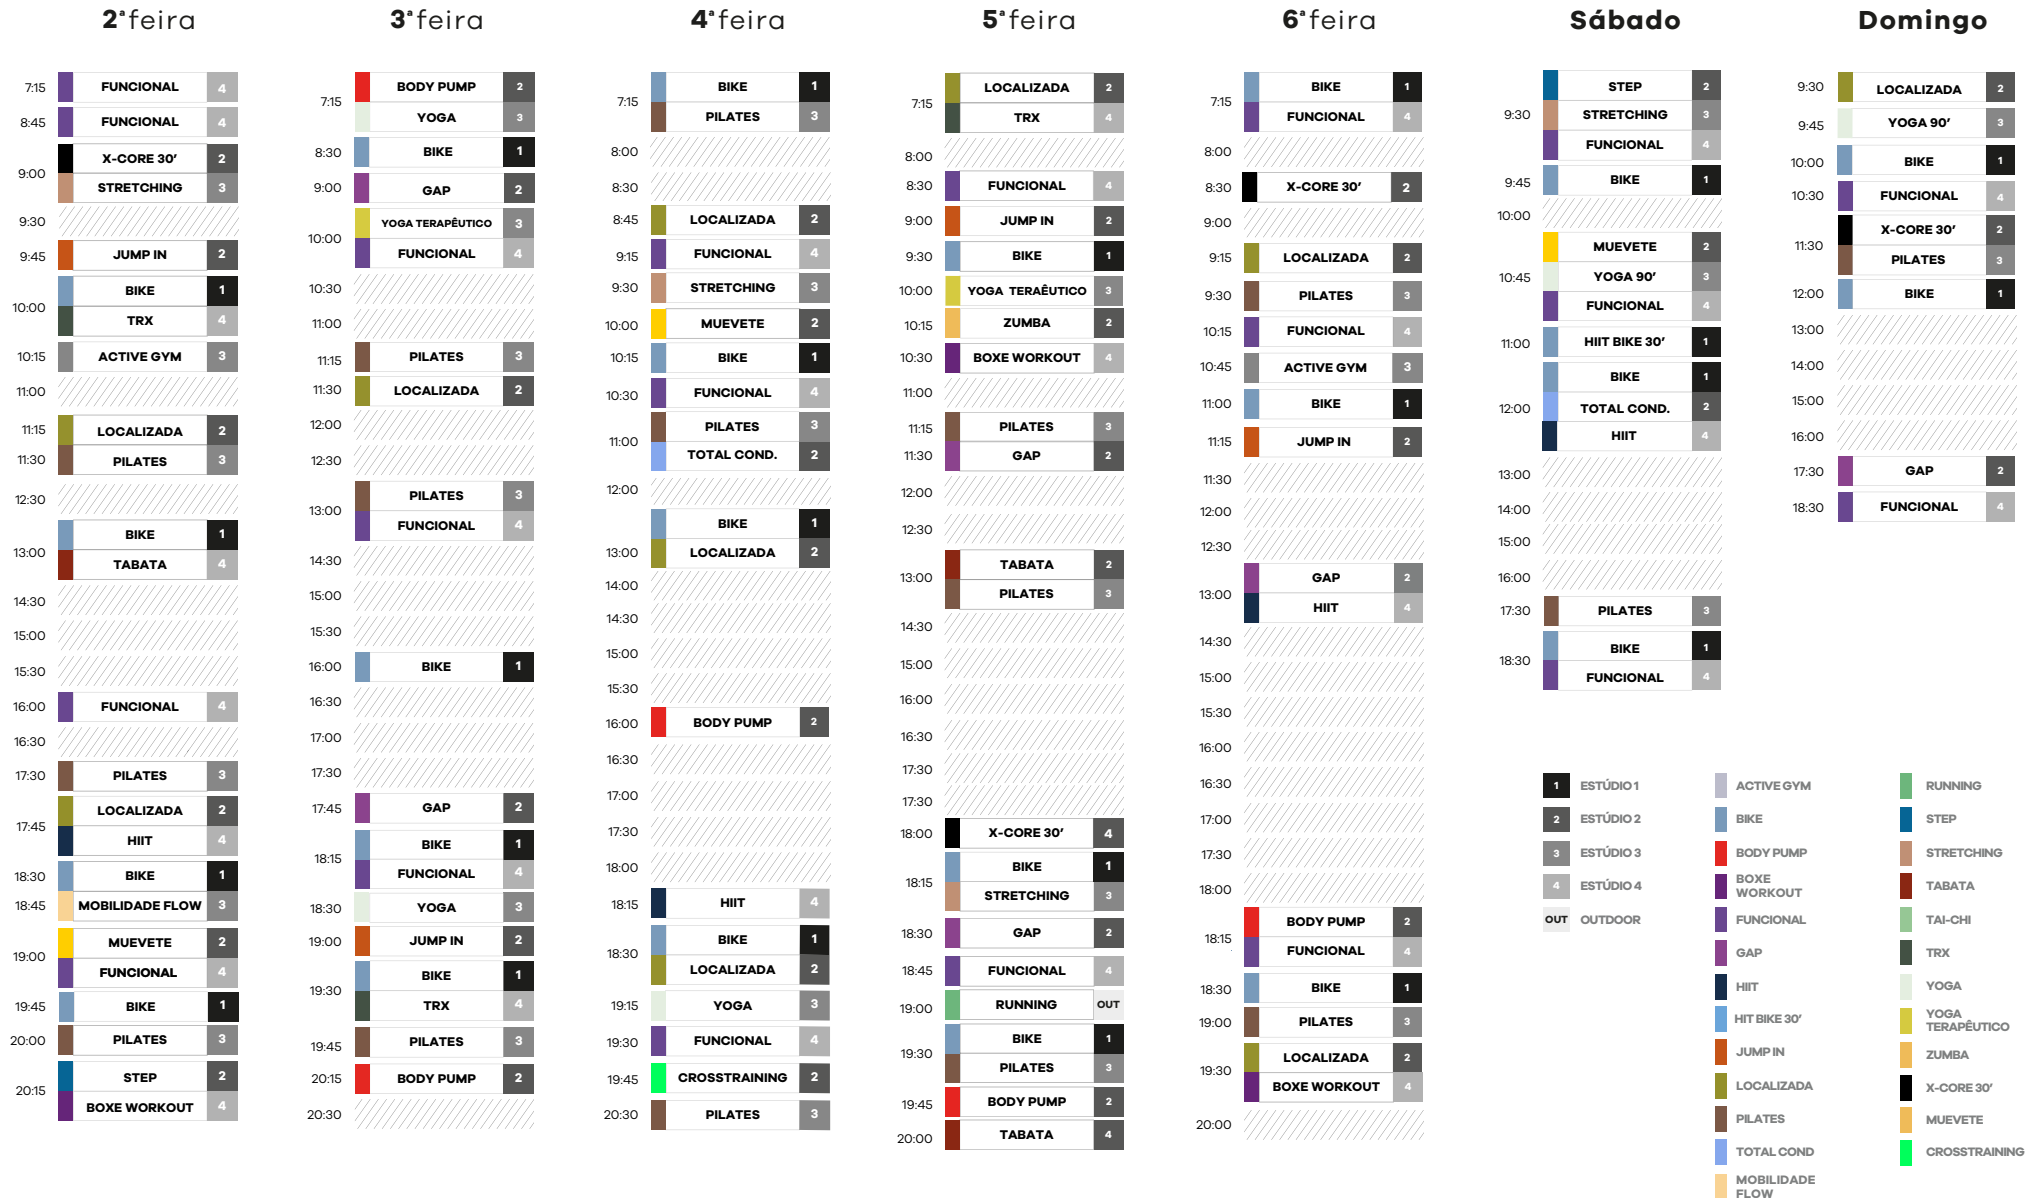 2ªfeira
7:15 FUNCIONAL 4
8:45 FUNCIONAL 4
9:00 X-CORE 30’ 2
STRETCHING 3
9:30
9:45 JUMP IN 2
10:00 BIKE 1
TRX 4
10:15 ACTIVE GYM 3
11:00
11:15 LOCALIZADA 2
11:30 PILATES 3
12:30
13:00 BIKE 1
TABATA 4
14:30
15:00
15:30
16:00 FUNCIONAL 4
16:30
17:30 PILATES 3
17:45 LOCALIZADA 2
HIIT 4
18:30 BIKE 1
18:45 MOBILIDADE FLOW 3
19:00 MUEVETE 2
FUNCIONAL 4
19:45 BIKE 1
20:00 PILATES 3
20:15 STEP 2
BOXE WORKOUT 4
3ªfeira
7:15 BODY PUMP 2
YOGA 3
8:30 BIKE 1
9:00 GAP 2
10:00 YOGA TERAPÊUTICO 3
FUNCIONAL 4
10:30
11:00
11:15 PILATES 3
11:30 LOCALIZADA 2
12:00
12:30
13:00 PILATES 3
FUNCIONAL 4
14:30
15:00
15:30
16:00 BIKE 1
16:30
17:00
17:30
17:45 GAP 2
18:15 BIKE 1
FUNCIONAL 4
18:30 YOGA 3
19:00 JUMP IN 2
19:30 BIKE 1
TRX 4
19:45 PILATES 3
20:15 BODY PUMP 2
20:30
4ªfeira
7:15 BIKE 1
PILATES 3
8:00
8:30
8:45 LOCALIZADA 2
9:15 FUNCIONAL 4
9:30 STRETCHING 3
10:00 MUEVETE 2
10:15 BIKE 1
10:30 FUNCIONAL 4
11:00 PILATES 3
TOTAL COND. 2
12:00
13:00 BIKE 1
LOCALIZADA 2
14:00
14:30
15:00
15:30
16:00 BODY PUMP 2
16:30
17:00
17:30
18:00
18:15 HIIT 4
18:30 BIKE 1
LOCALIZADA 2
19:15 YOGA 3
19:30 FUNCIONAL 4
19:45 CROSSTRAINING 2
20:30 PILATES 3
5ªfeira
7:15 LOCALIZADA 2
TRX 4
8:00
8:30 FUNCIONAL 4
9:00 JUMP IN 2
9:30 BIKE 1
10:00 YOGA TERAÊUTICO 3
10:15 ZUMBA 2
10:30 BOXE WORKOUT 4
11:00
11:15 PILATES 3
11:30 GAP 2
12:00
12:30
13:00 TABATA 2
PILATES 3
14:30
15:00
16:00
16:30
17:30
17:30
18:00 X-CORE 30’ 4
18:15 BIKE 1
STRETCHING 3
18:30 GAP 2
18:45 FUNCIONAL 4
19:00 RUNNING OUT
19:30 BIKE 1
PILATES 3
19:45 BODY PUMP 2
20:00 TABATA 4
6ªfeira
7:15 BIKE 1
FUNCIONAL 4
8:00
8:30 X-CORE 30’ 2
9:00
9:15 LOCALIZADA 2
9:30 PILATES 3
10:15 FUNCIONAL 4
10:45 ACTIVE GYM 3
11:00 BIKE 1
11:15 JUMP IN 2
11:30
12:00
12:30
13:00 GAP 2
HIIT 4
14:30
15:00
15:30
16:00
16:30
17:00
17:30
18:00
18:15 BODY PUMP 2
FUNCIONAL 4
18:30 BIKE 1
19:00 PILATES 3
19:30 LOCALIZADA 2
BOXE WORKOUT 4
20:00
Sábado
9:30 STEP 2
STRETCHING 3
FUNCIONAL 4
9:45 BIKE 1
10:00
10:45 MUEVETE 2
YOGA 90’ 3
FUNCIONAL 4
11:00 HIIT BIKE 30’ 1
12:00 BIKE 1
TOTAL COND. 2
HIIT 4
13:00
14:00
15:00
16:00
17:30 PILATES 3
18:30 BIKE 1
FUNCIONAL 4
Domingo
9:30 LOCALIZADA 2
9:45 YOGA 90’ 3
10:00 BIKE 1
10:30 FUNCIONAL 4
11:30 X-CORE 30’ 2
PILATES 3
12:00 BIKE 1
13:00
14:00
15:00
16:00
17:30 GAP 2
18:30 FUNCIONAL 4
1 ESTÚDIO 1
2 ESTÚDIO 2
3 ESTÚDIO 3
4 ESTÚDIO 4
OUT OUTDOOR
ACTIVE GYM
BIKE
BODY PUMP
BOXE
WORKOUT
FUNCIONAL
GAP
HIIT
HIT BIKE 30’
JUMP IN
LOCALIZADA
PILATES
TOTAL COND
MOBILIDADE
FLOW
RUNNING
STEP
STRETCHING
TABATA
TAI-CHI
TRX
YOGA
YOGA
TERAPÊUTICO
ZUMBA
X-CORE 30’
MUEVETE
CROSSTRAINING